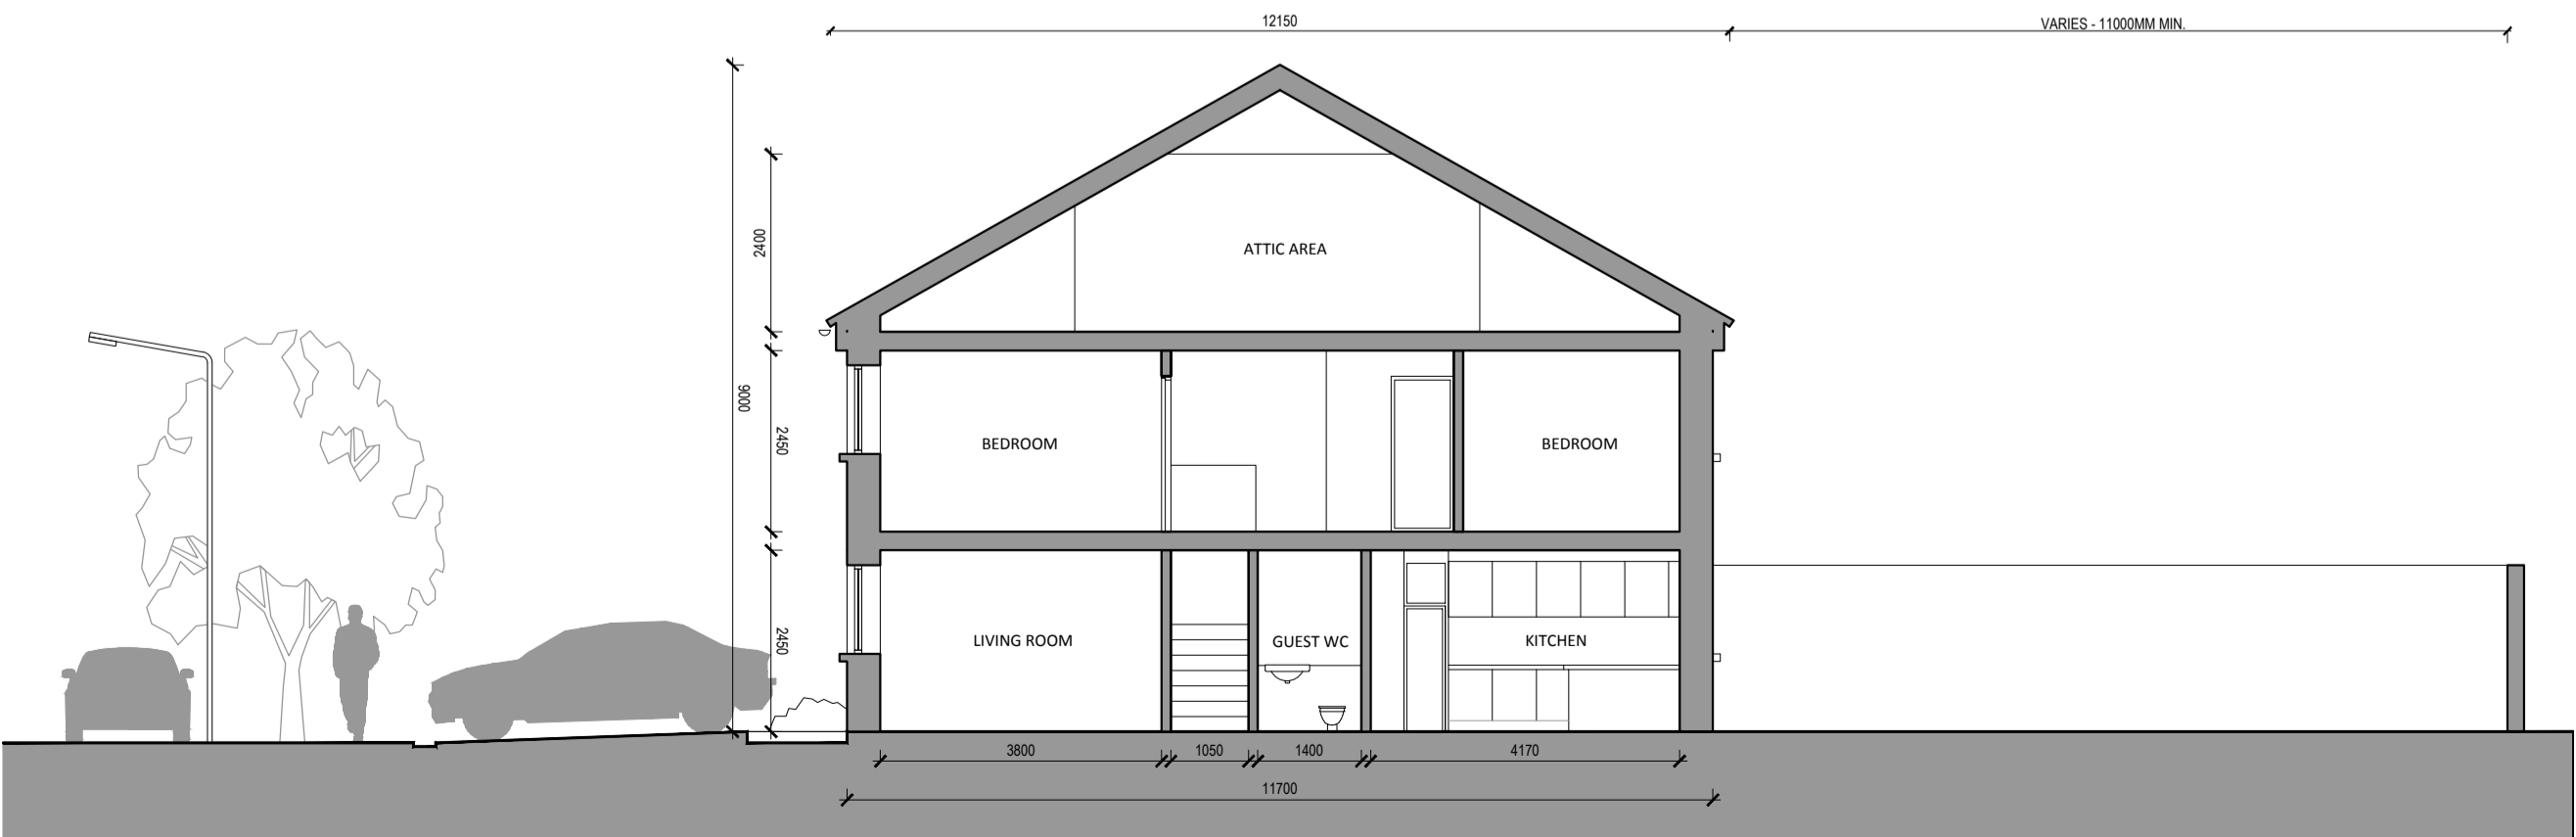 12150
VARIES - 11000MM MIN.
2400
ATTIC AREA
9000
2450
BEDROOM
BEDROOM
2450
LIVING ROOM
GUEST WC
KITCHEN
3800
1050
1400
4170
11700